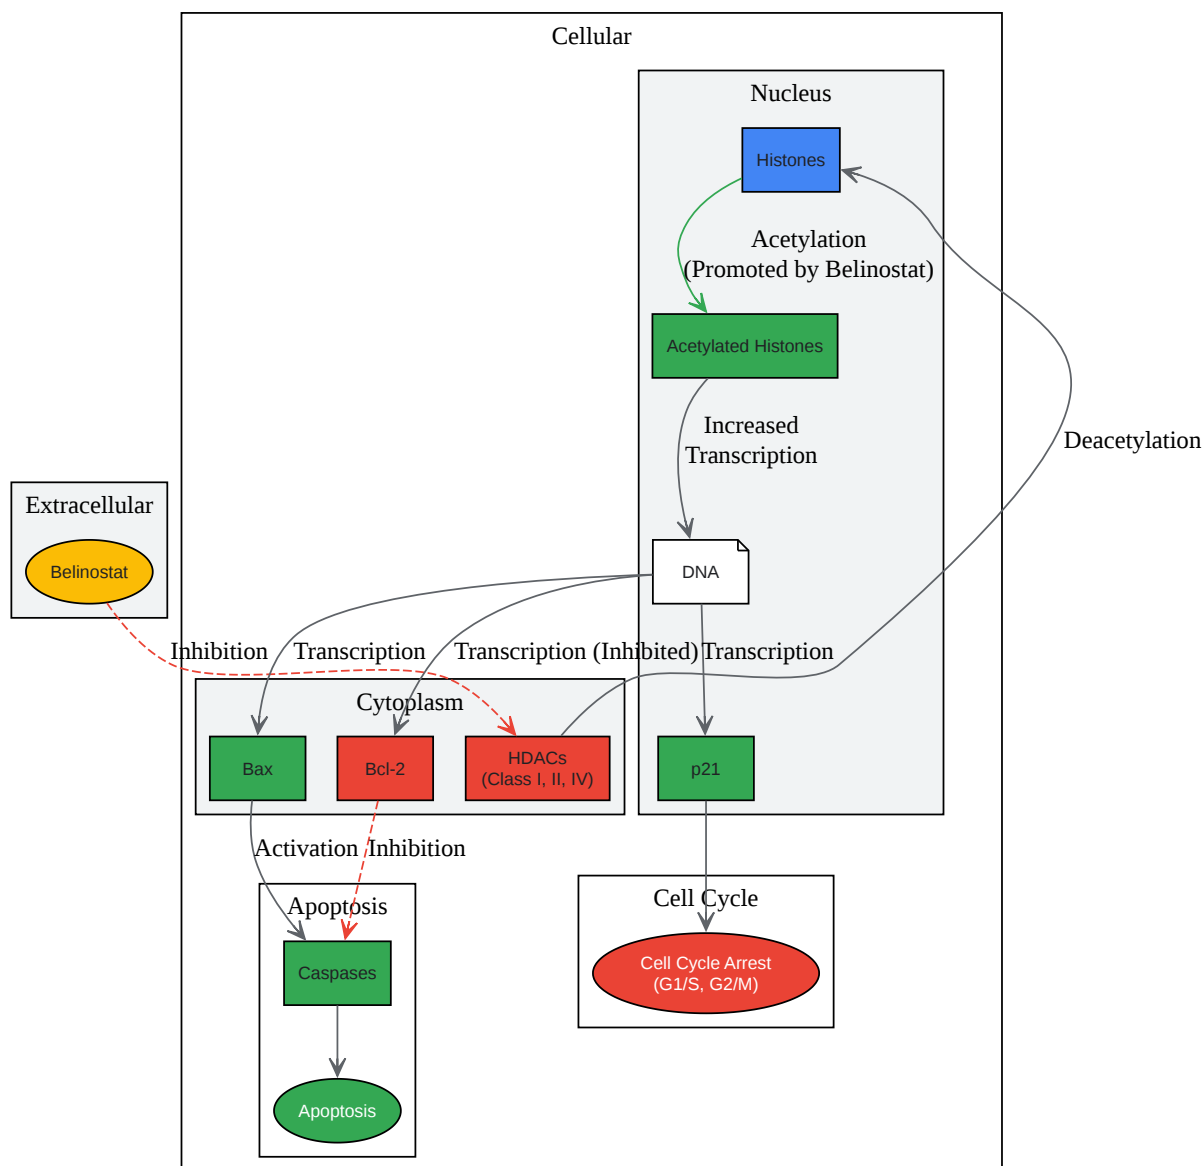 Cellular
Nucleus
Histones
Acetylation
(Promoted by Belinostat)
Acetylated Histones
Increased
Transcription
Deacetylation
Extracellular
Belinostat
DNA
Inhibition
Transcription
Transcription (Inhibited)
Transcription
Cytoplasm
Bax
Bcl-2
HDACs
(Class I, II, IV)
p21
Activation
Inhibition
Apoptosis
Cell Cycle
Caspases
Cell Cycle Arrest
(G1/S, G2/M)
Apoptosis